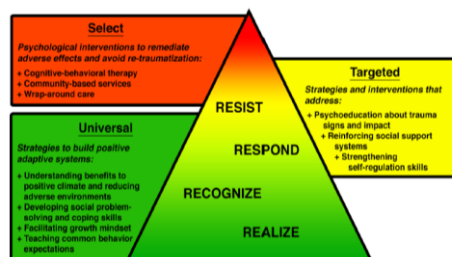 Select
Psychological interventions to remediate
adverse effects and avoid re-traumatization:
+ Cognitive-behavioral therapy
+ Community-based services
+ Wrap-around care
Universal
Strategies to build positive
adaptive systems:
+ Understanding benefits to
positive climate and reducing
adverse environments
+ Developing social problem-
solving and coping skills
+ Facilitating growth mindset
+ Teaching common behavior
expectations
RESIST
RESPOND
RECOGNIZE
REALIZE
Targeted
Strategies and interventions that
address:
+ Psychoeducation about trauma
signs and impact
+ Reinforcing social support
systems
+ Strengthening
self-regulation skills